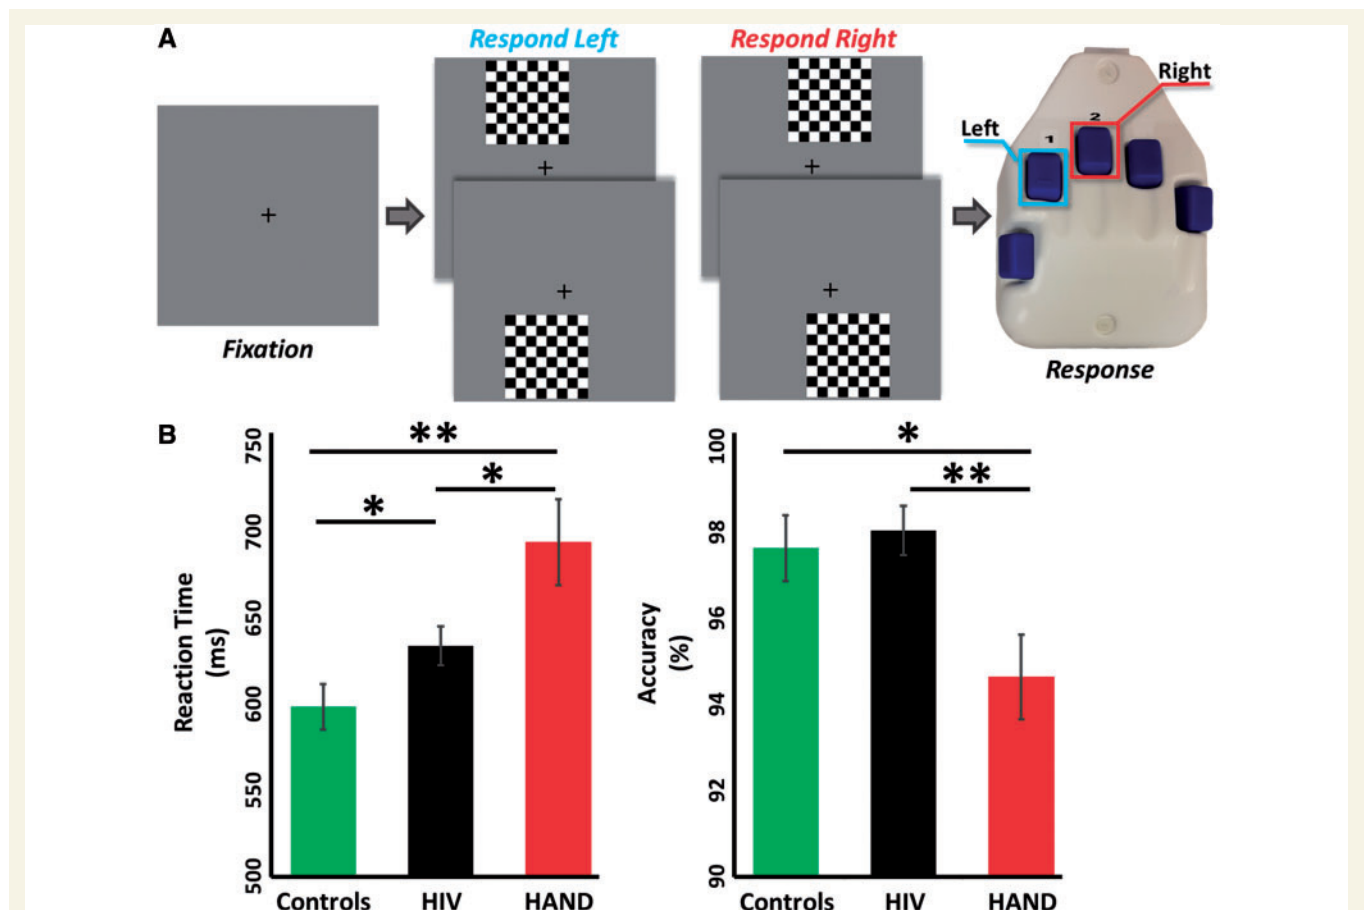 A
Respond Left
Respond Right
Right
Left
1
2
Fixation
Response
B
Reaction Time
(ms)
750
700
650
600
550
500
**
*
*
Controls
HIV
HAND
Accuracy
(%)
100
98
96
94
92
90
*
**
Controls
HIV
HAND